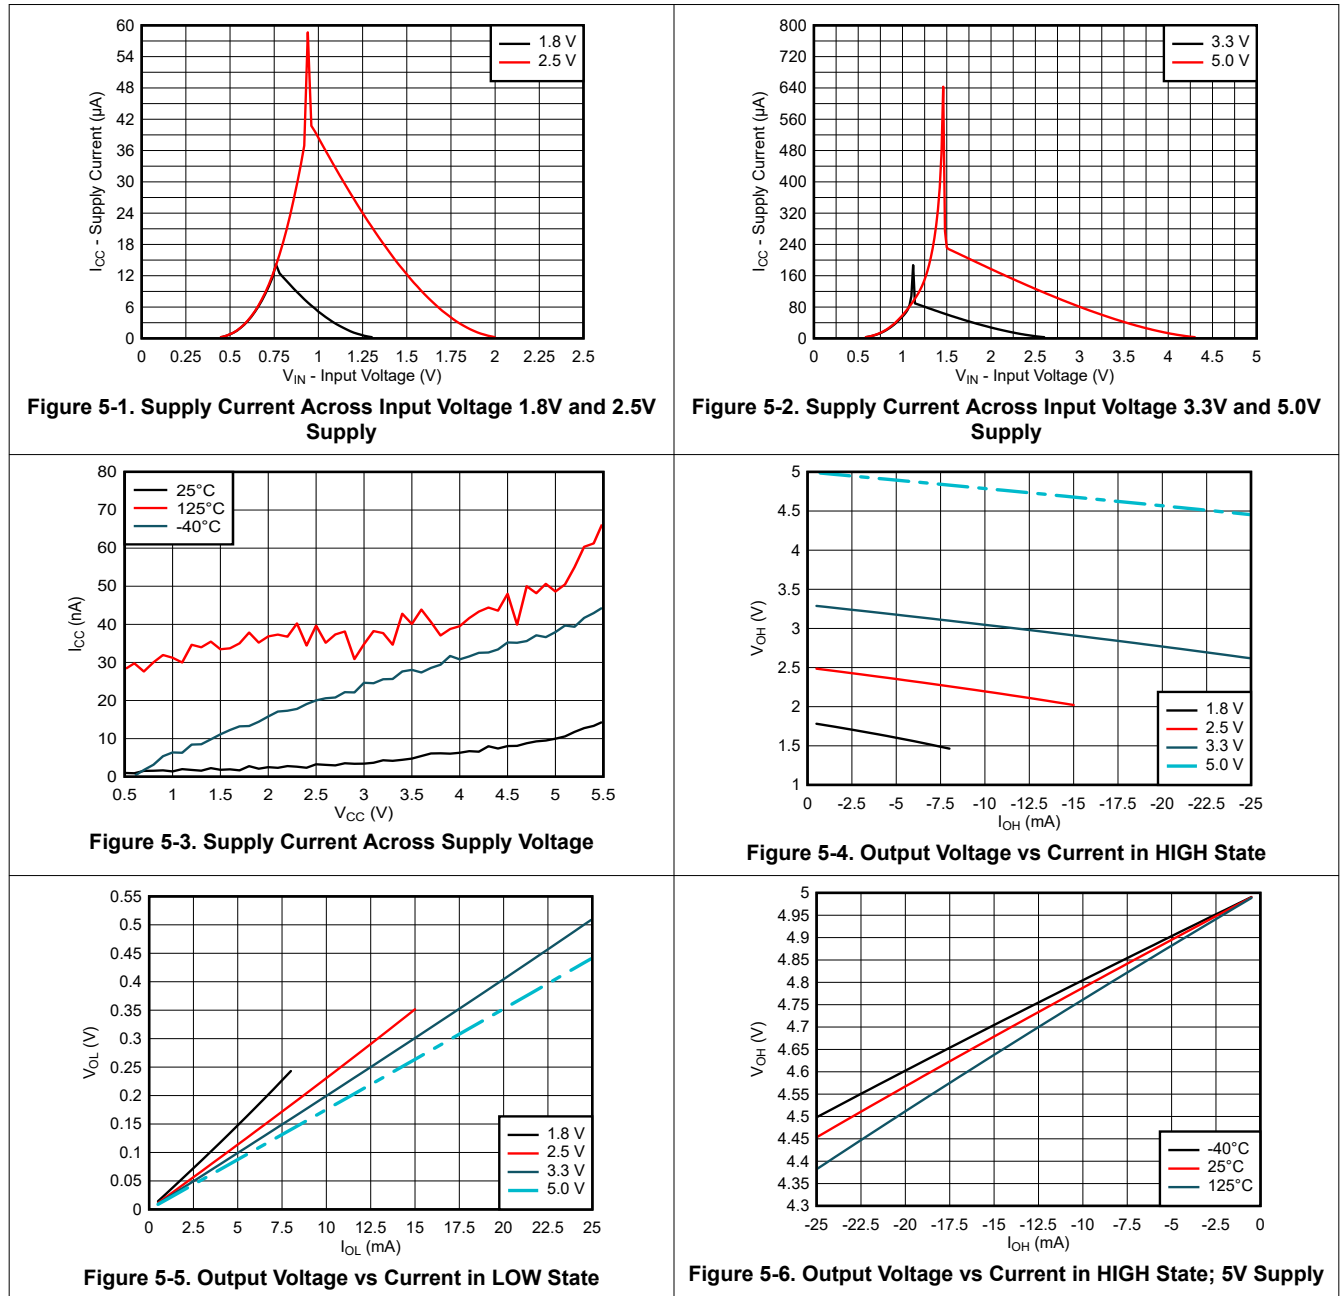 60
54
48
42
36
30
24
18
12
6
0
I_CC - Supply Current (µA)
1.8 V
2.5 V
0 0.25 0.5 0.75 1 1.25 1.5 1.75 2 2.25 2.5
V_IN - Input Voltage (V)
Figure 5-1. Supply Current Across Input Voltage 1.8V and 2.5V
Supply
800
720
640
560
480
400
320
240
160
80
0
I_CC - Supply Current (µA)
3.3 V
5.0 V
0 0.5 1 1.5 2 2.5 3 3.5 4 4.5 5
V_IN - Input Voltage (V)
Figure 5-2. Supply Current Across Input Voltage 3.3V and 5.0V
Supply
80
70
60
50
40
30
20
10
0
I_CC (nA)
25°C
125°C
-40°C
0.5 1 1.5 2 2.5 3 3.5 4 4.5 5 5.5
V_CC (V)
Figure 5-3. Supply Current Across Supply Voltage
5
4.5
4
3.5
3
2.5
2
1.5
1
V_OH (V)
1.8 V
2.5 V
3.3 V
5.0 V
0 -2.5 -5 -7.5 -10 -12.5 -15 -17.5 -20 -22.5 -25
I_OH (mA)
Figure 5-4. Output Voltage vs Current in HIGH State
0.55
0.5
0.45
0.4
0.35
0.3
0.25
0.2
0.15
0.1
0.05
0
V_OL (V)
1.8 V
2.5 V
3.3 V
5.0 V
0 2.5 5 7.5 10 12.5 15 17.5 20 22.5 25
I_OL (mA)
Figure 5-5. Output Voltage vs Current in LOW State
5
4.95
4.9
4.85
4.8
4.75
4.7
4.65
4.6
4.55
4.5
4.45
4.4
4.35
4.3
V_OH (V)
-40°C
25°C
125°C
-25 -22.5 -20 -17.5 -15 -12.5 -10 -7.5 -5 -2.5 0
I_OH (mA)
Figure 5-6. Output Voltage vs Current in HIGH State; 5V Supply